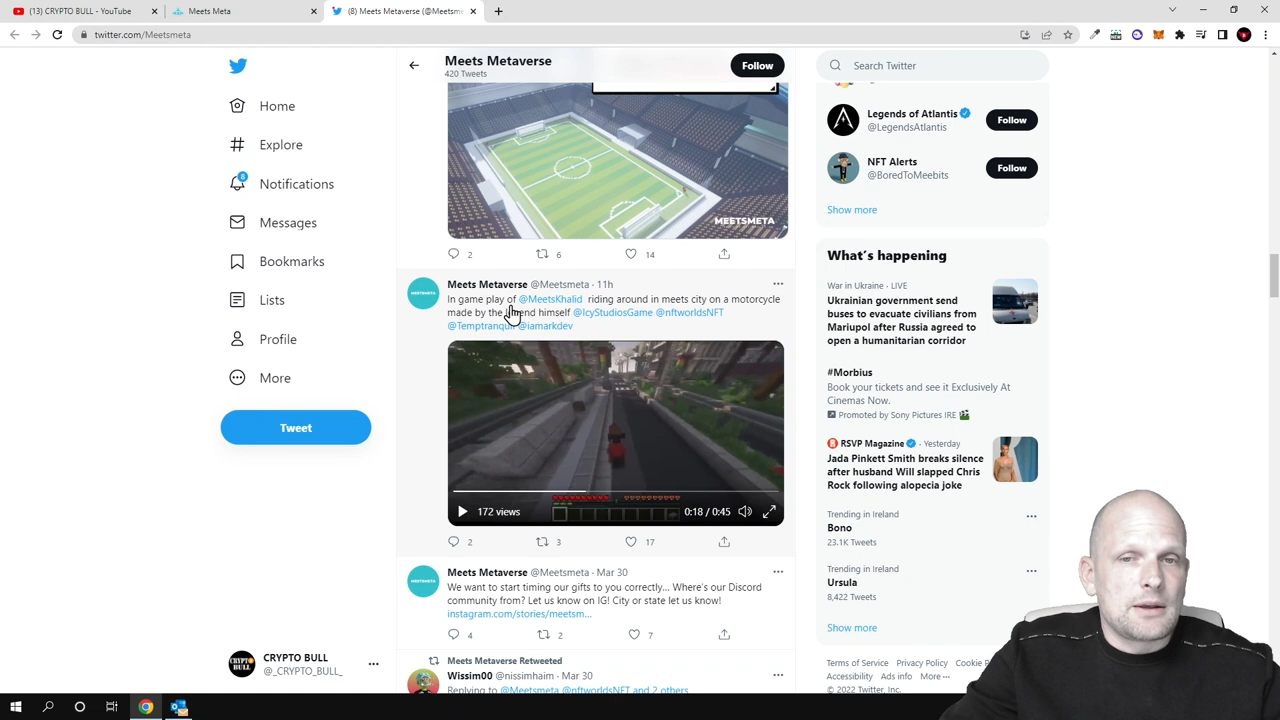 (13) CRYPTO BULL - YouTube
Meets Meta
(8) Meets Metaverse (@Meetsme
twitter.com/Meetsmeta
Home
Explore
8
Notifications
Messages
Bookmarks
Lists
Profile
More
Tweet
CRYPTO BULL
@_CRYPTO_BULL_
Meets Metaverse
420 Tweets
Follow
MEETSMETA
2 6 14
Meets Metaverse @Meetsmeta · 11h
In game play of @MeetsKhalid riding around in meets city on a motorcycle
made by the himself @IcyStudiosGame @nftworldsNFT
@Temptranquil @iamarkdev
172 views
0:18 / 0:45
2 3 17
Meets Metaverse @Meetsmeta · Mar 30
We want to start timing our gifts to you correctly... Where's our Discord
community from? Let us know on IG! City or state let us know!
instagram.com/stories/meetsm...
4 2 7
Meets Metaverse Retweeted
Wissim00 @nissimhaim · Mar 30
Replying to @Meetsmeta @nftworldsNFT and 2 others
Search Twitter
Legends of Atlantis
@LegendsAtlantis
Follow
NFT Alerts
@BoredToMeebits
Follow
Show more
What's happening
War in Ukraine · LIVE
Ukrainian government send
buses to evacuate civilians from
Mariupol after Russia agreed to
open a humanitarian corridor
#Morbius
Book your tickets and see it Exclusively At
Cinemas Now.
Promoted by Sony Pictures IRE
RSVP Magazine · Yesterday
Jada Pinkett Smith breaks silence
after husband Will slapped Chris
Rock following alopecia joke
Trending in Ireland
Bono
23.1K Tweets
Trending in Ireland
Ursula
8,422 Tweets
Show more
Terms of Service Privacy Policy Cookie P
Accessibility Ads info More
© 2022 Twitter, Inc.